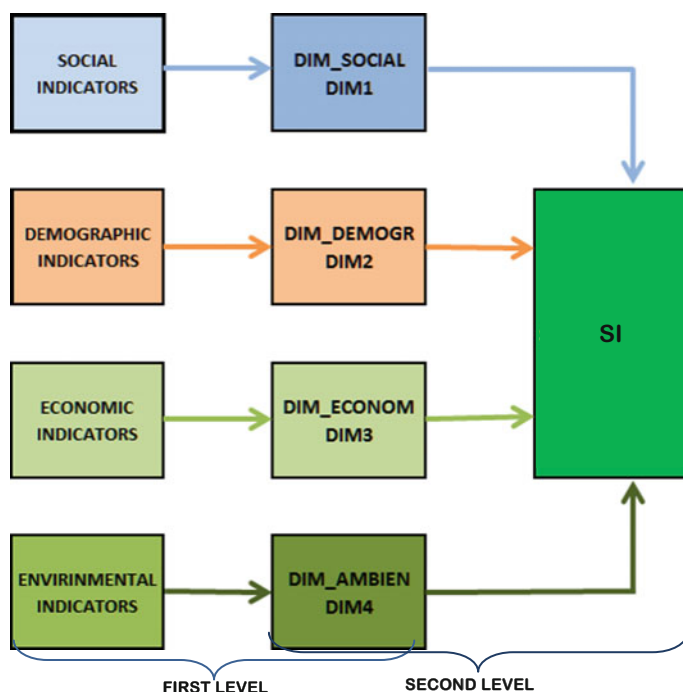 SOCIAL
INDICATORS
DIM_SOCIAL
DIM1
DEMOGRAPHIC
INDICATORS
DIM_DEMOGR
DIM2
SI
ECONOMIC
INDICATORS
DIM_ECONOM
DIM3
ENVIRINMENTAL
INDICATORS
DIM_AMBIEN
DIM4
FIRST LEVEL
SECOND LEVEL